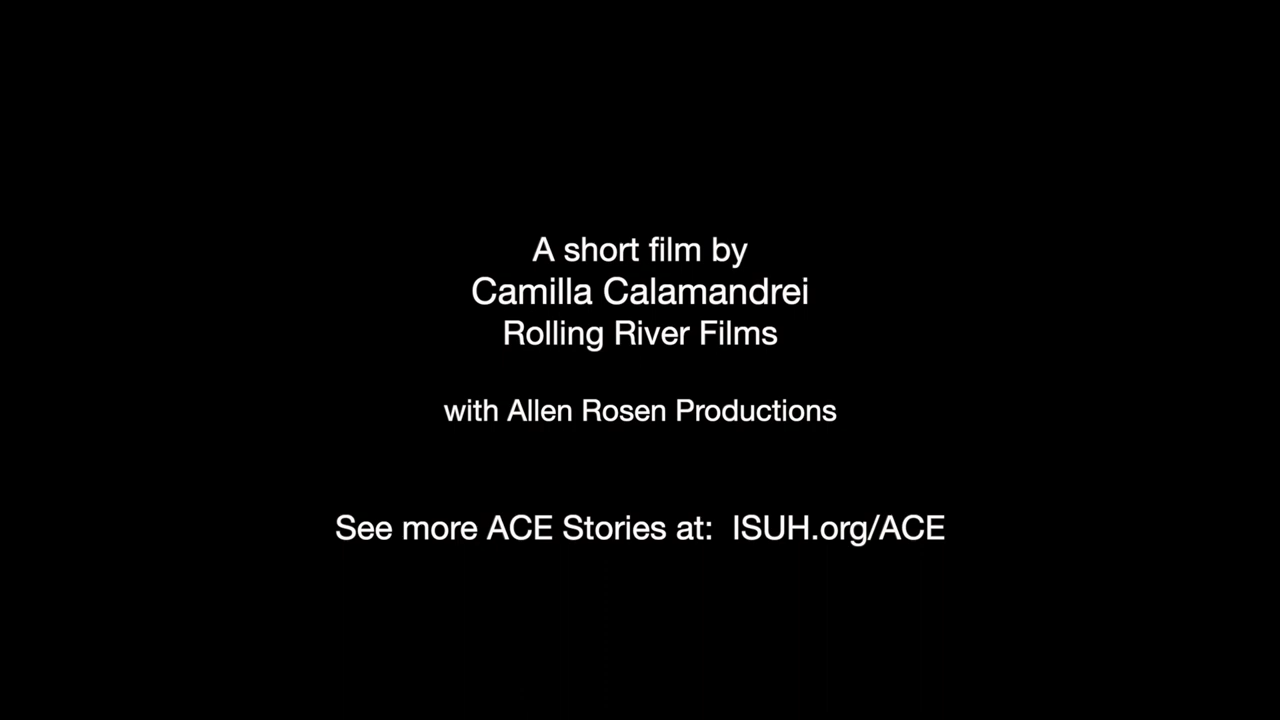 A short film by
Camilla Calamandrei
Rolling River Films
with Allen Rosen Productions
See more ACE Stories at:  ISUH.org/ACE